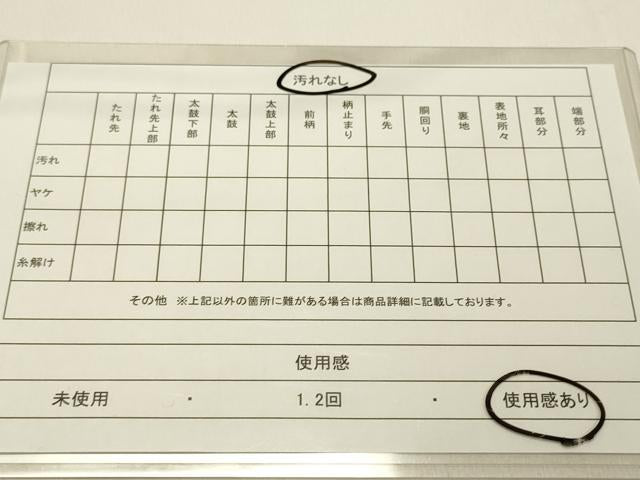 汚れなし
たれ先 たれ先上部 太鼓下部 太鼓 太鼓上部 前柄 柄止まり 手先 胴回り 裏地 表地所々 耳部分 端部分
汚れ
ヤケ
擦れ
糸解け
その他 ※上記以外の箇所に難がある場合は商品詳細に記載しております。
使用感
未使用 ・ 1.2回 ・ 使用感あり